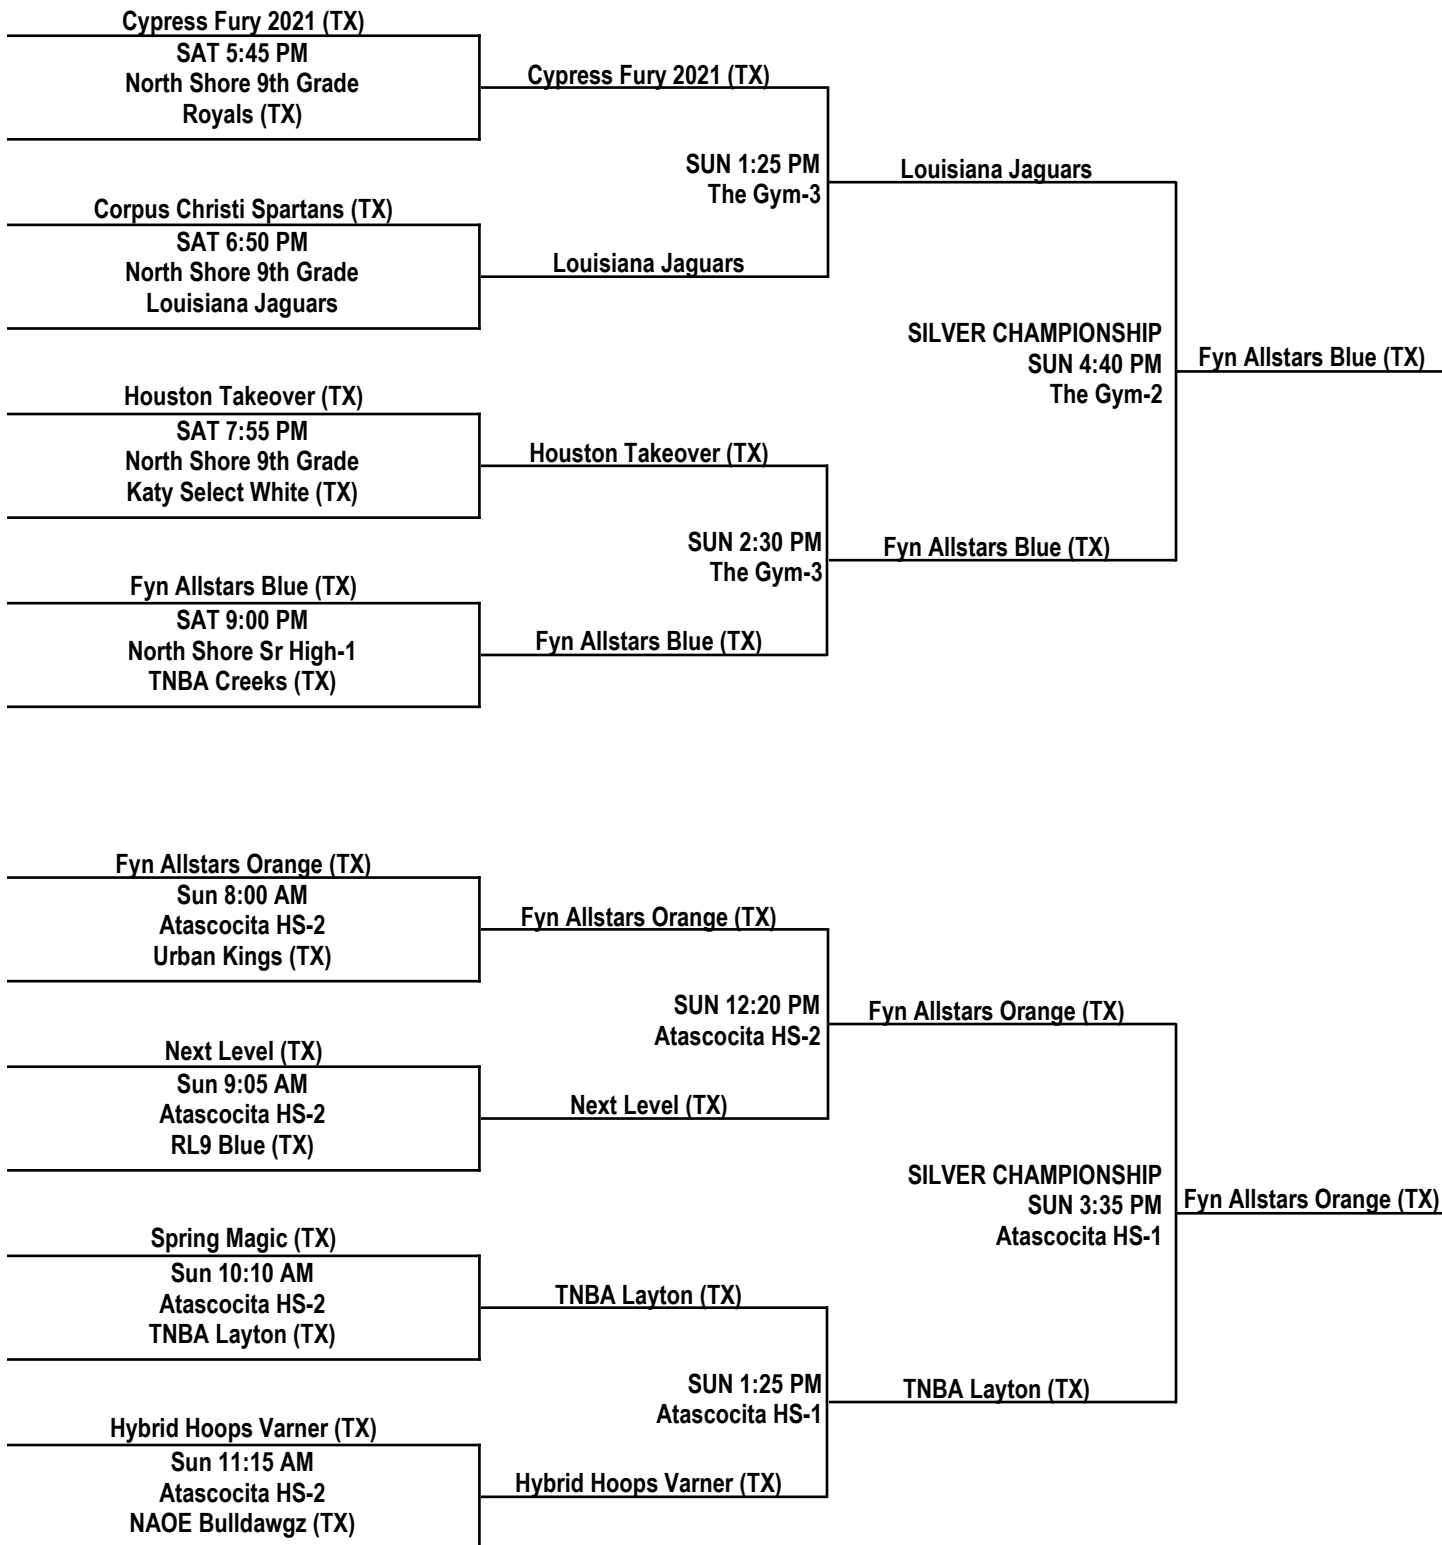 Cypress Fury 2021 (TX)
SAT 5:45 PM
North Shore 9th Grade
Royals (TX)
Cypress Fury 2021 (TX)
SUN 1:25 PM
The Gym-3
Louisiana Jaguars
Corpus Christi Spartans (TX)
SAT 6:50 PM
North Shore 9th Grade
Louisiana Jaguars
Louisiana Jaguars
SILVER CHAMPIONSHIP
SUN 4:40 PM
The Gym-2
Fyn Allstars Blue (TX)
Houston Takeover (TX)
SAT 7:55 PM
North Shore 9th Grade
Katy Select White (TX)
Houston Takeover (TX)
SUN 2:30 PM
The Gym-3
Fyn Allstars Blue (TX)
Fyn Allstars Blue (TX)
SAT 9:00 PM
North Shore Sr High-1
TNBA Creeks (TX)
Fyn Allstars Blue (TX)
Fyn Allstars Orange (TX)
Sun 8:00 AM
Atascocita HS-2
Urban Kings (TX)
Fyn Allstars Orange (TX)
SUN 12:20 PM
Atascocita HS-2
Fyn Allstars Orange (TX)
Next Level (TX)
Sun 9:05 AM
Atascocita HS-2
RL9 Blue (TX)
Next Level (TX)
SILVER CHAMPIONSHIP
SUN 3:35 PM
Atascocita HS-1
Fyn Allstars Orange (TX)
Spring Magic (TX)
Sun 10:10 AM
Atascocita HS-2
TNBA Layton (TX)
TNBA Layton (TX)
SUN 1:25 PM
Atascocita HS-1
TNBA Layton (TX)
Hybrid Hoops Varner (TX)
Sun 11:15 AM
Atascocita HS-2
NAOE Bulldawgz (TX)
Hybrid Hoops Varner (TX)